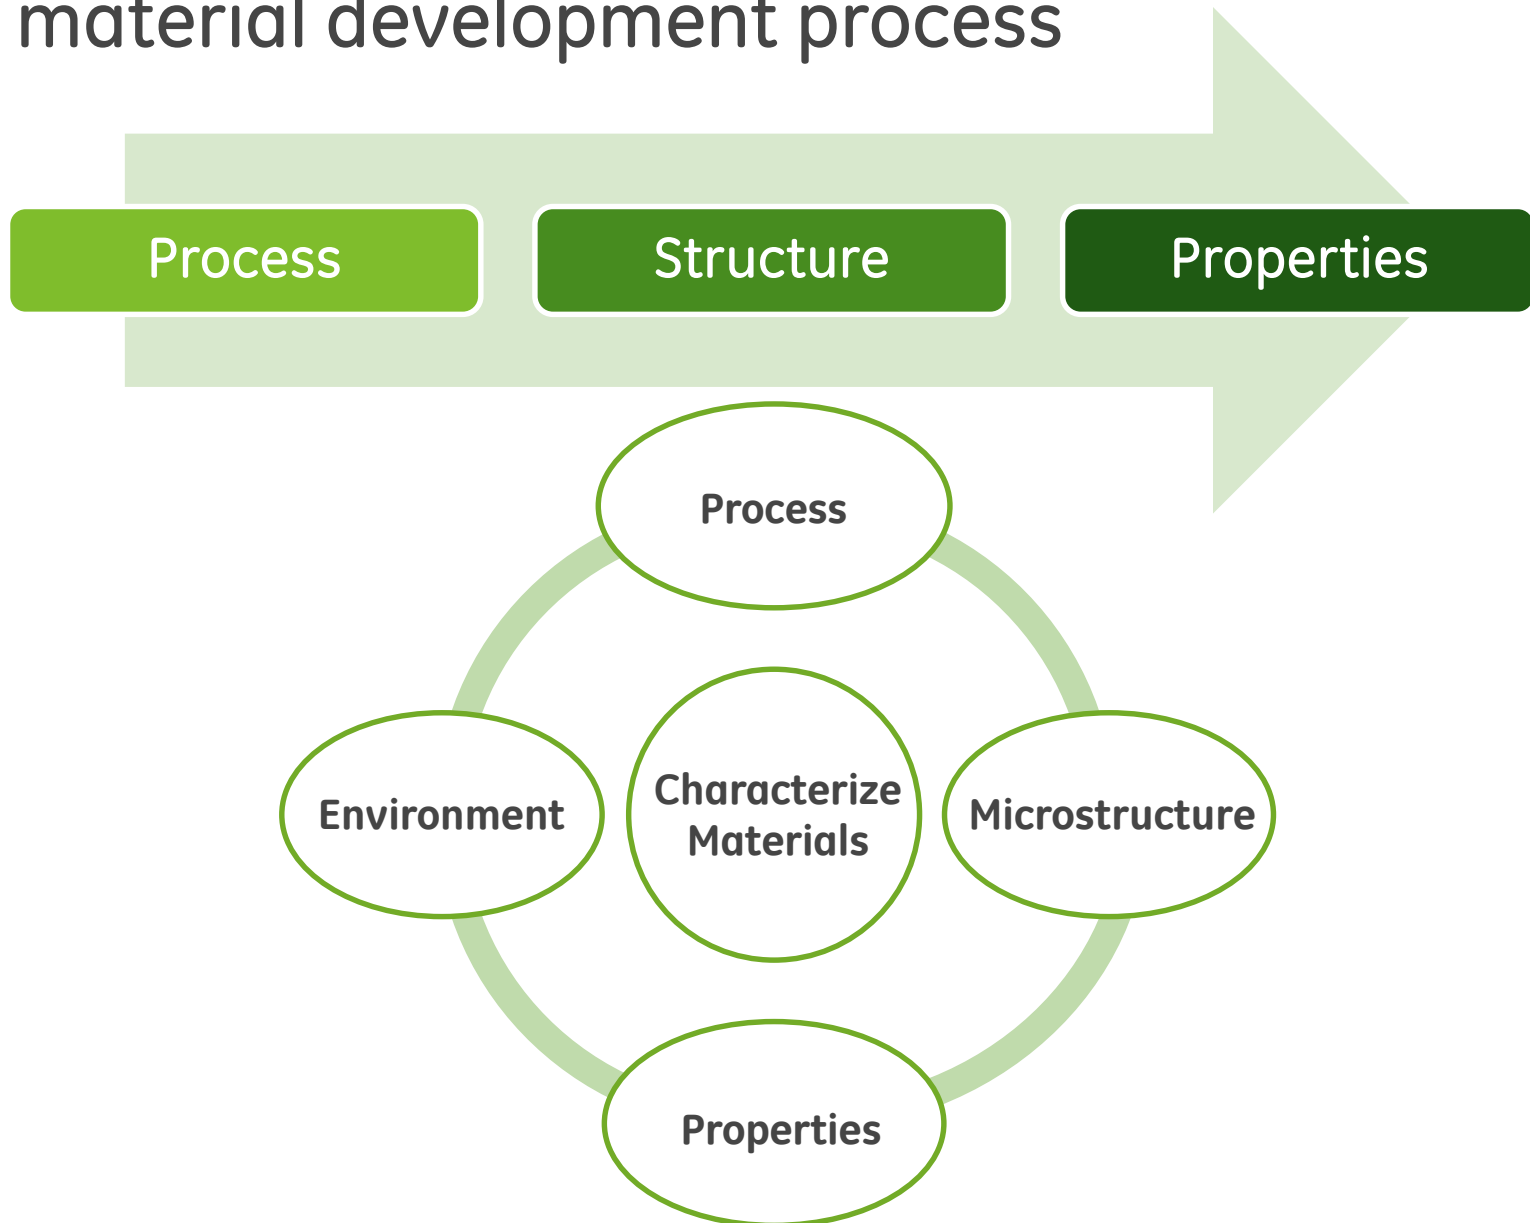 material development process
Process
Structure
Properties
Process
Environment
Characterize
Materials
Microstructure
Properties